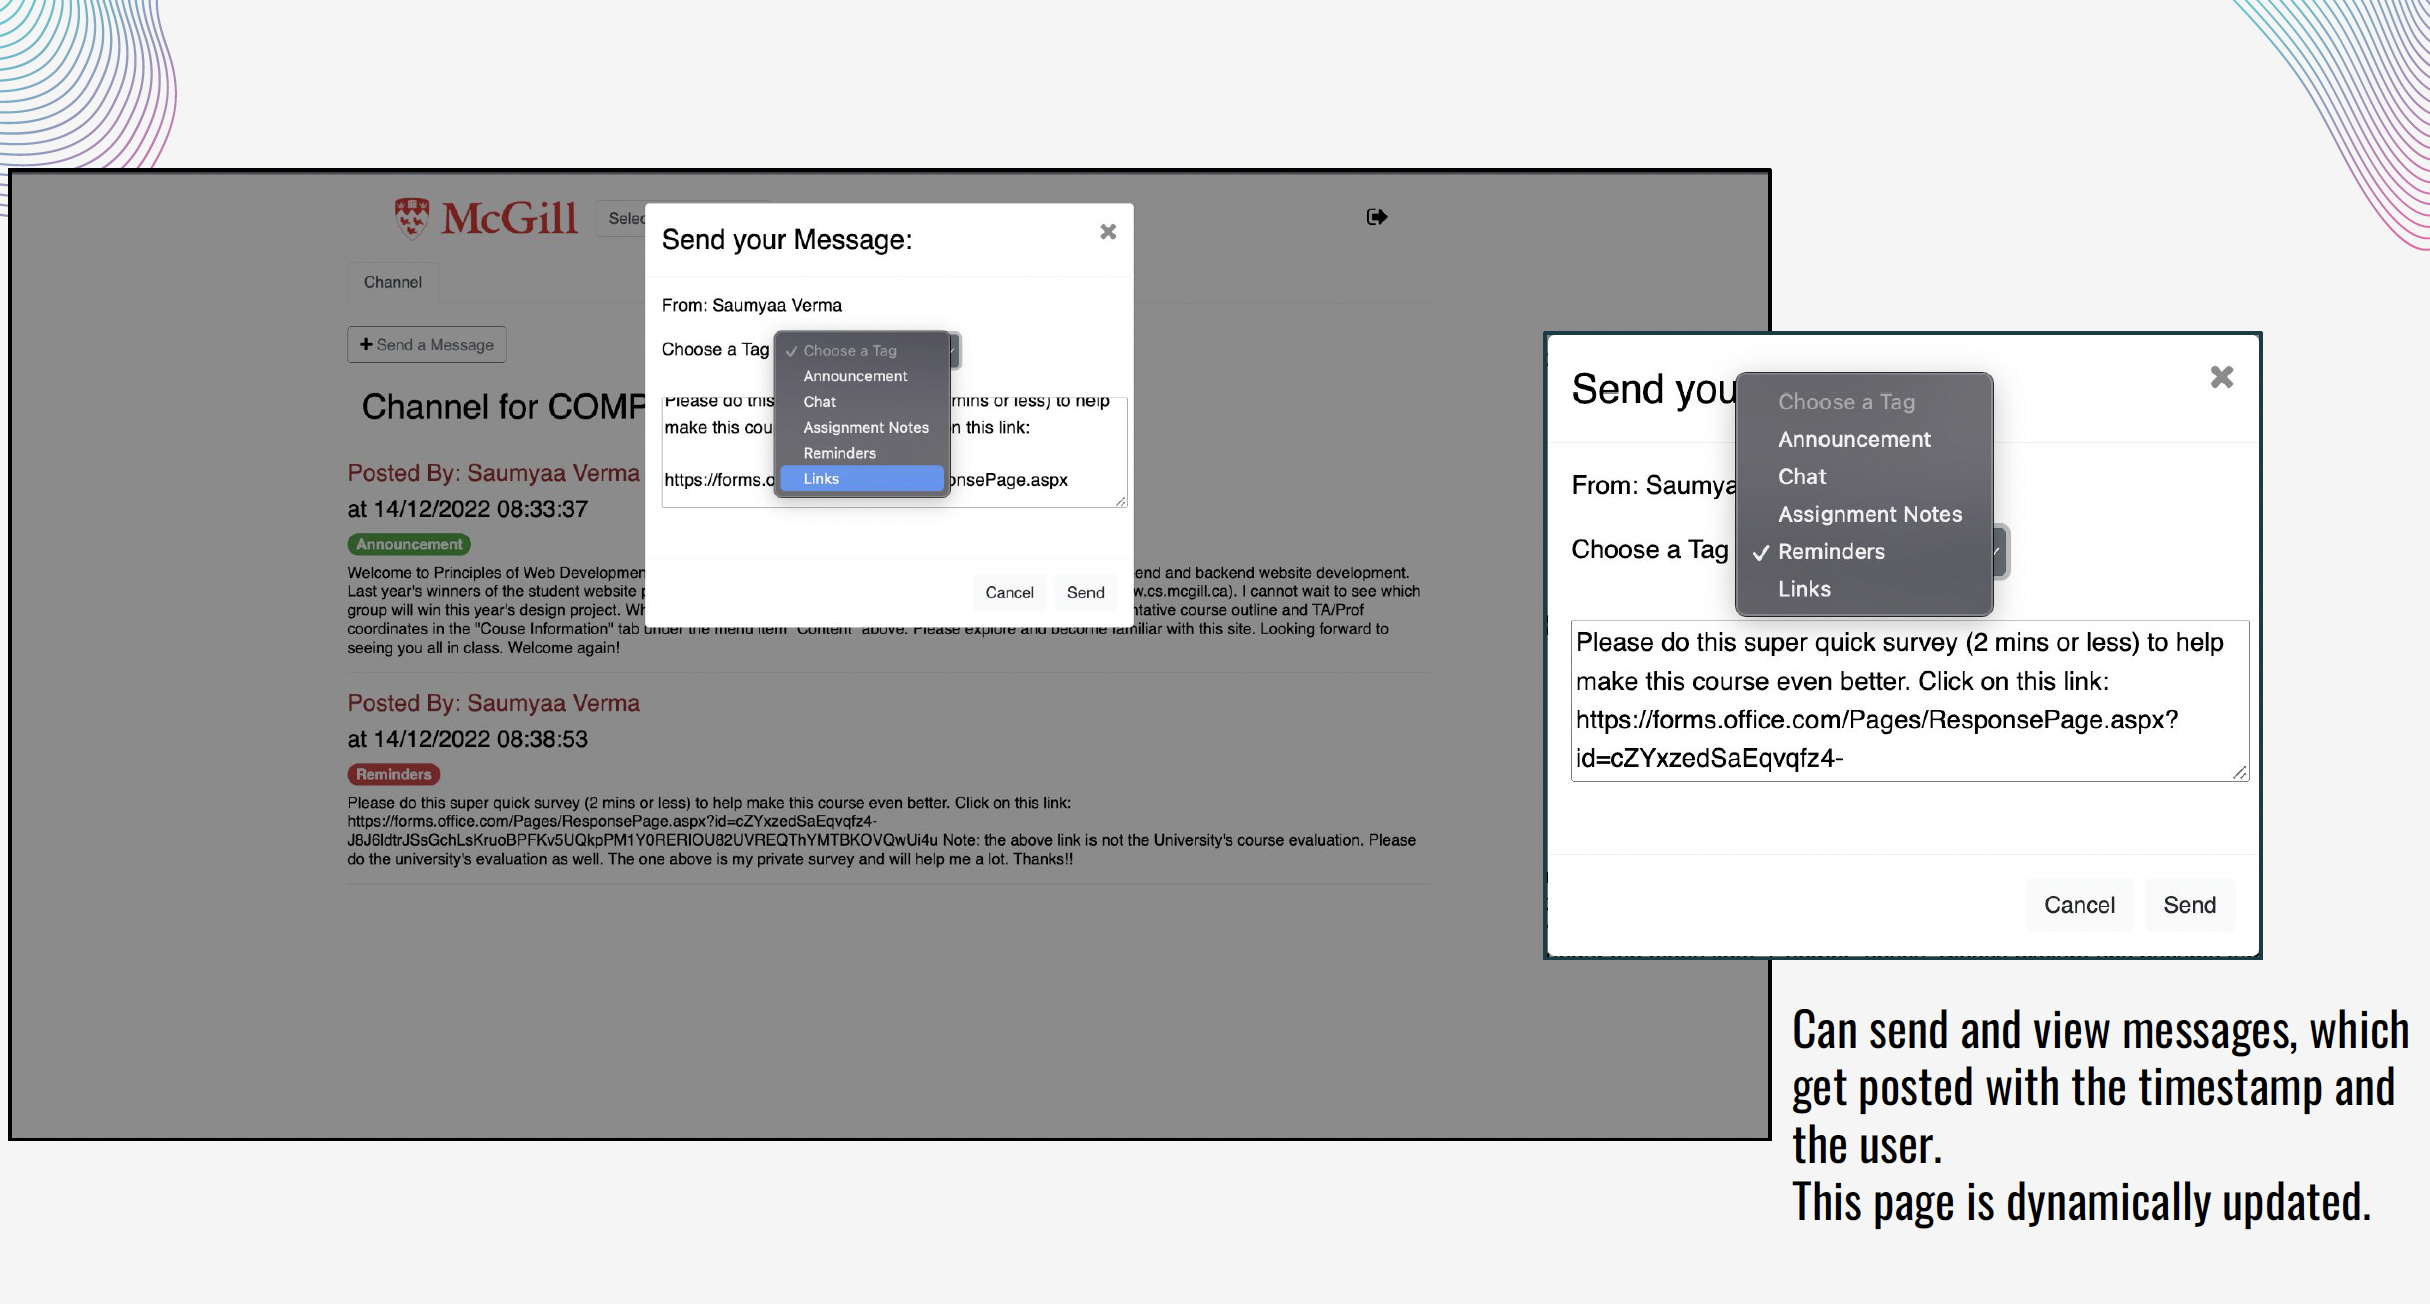 McGill
Selec
Channel
Send a Message
Channel for COMP
Posted By: Saumyaa Verma
at 14/12/2022 08:33:37
Announcement
Welcome to Principles of Web Developmen end and backend website development.
Last year's winners of the student website p w.cs.mcgill.ca). I cannot wait to see which
group will win this year's design project. Wh ntative course outline and TA/Prof
coordinates in the "Couse Information" tab under the menu item "Content" above. Please explore and become familiar with this site. Looking forward to
seeing you all in class. Welcome again!
Posted By: Saumyaa Verma
at 14/12/2022 08:38:53
Reminders
Please do this super quick survey (2 mins or less) to help make this course even better. Click on this link:
https://forms.office.com/Pages/ResponsePage.aspx?id=cZYxzedSaEqvqfz4-
J8J6IdtrJSsGchLsKruoBPFKv5UQkpPM1Y0RERIOU82UVREQThYMTBKOVQwUi4u Note: the above link is not the University's course evaluation. Please
do the university's evaluation as well. The one above is my private survey and will help me a lot. Thanks!!
Send your Message:
From: Saumyaa Verma
Choose a Tag
Choose a Tag
Announcement
Chat
Assignment Notes
Reminders
Links
Please do this mins or less) to help
make this cou n this link:
https://forms.o onsePage.aspx
Cancel Send
Send you
From: Saumya
Choose a Tag
Choose a Tag
Announcement
Chat
Assignment Notes
Reminders
Links
Please do this super quick survey (2 mins or less) to help
make this course even better. Click on this link:
https://forms.office.com/Pages/ResponsePage.aspx?
id=cZYxzedSaEqvqfz4-
Cancel Send
Can send and view messages, which
get posted with the timestamp and
the user.
This page is dynamically updated.